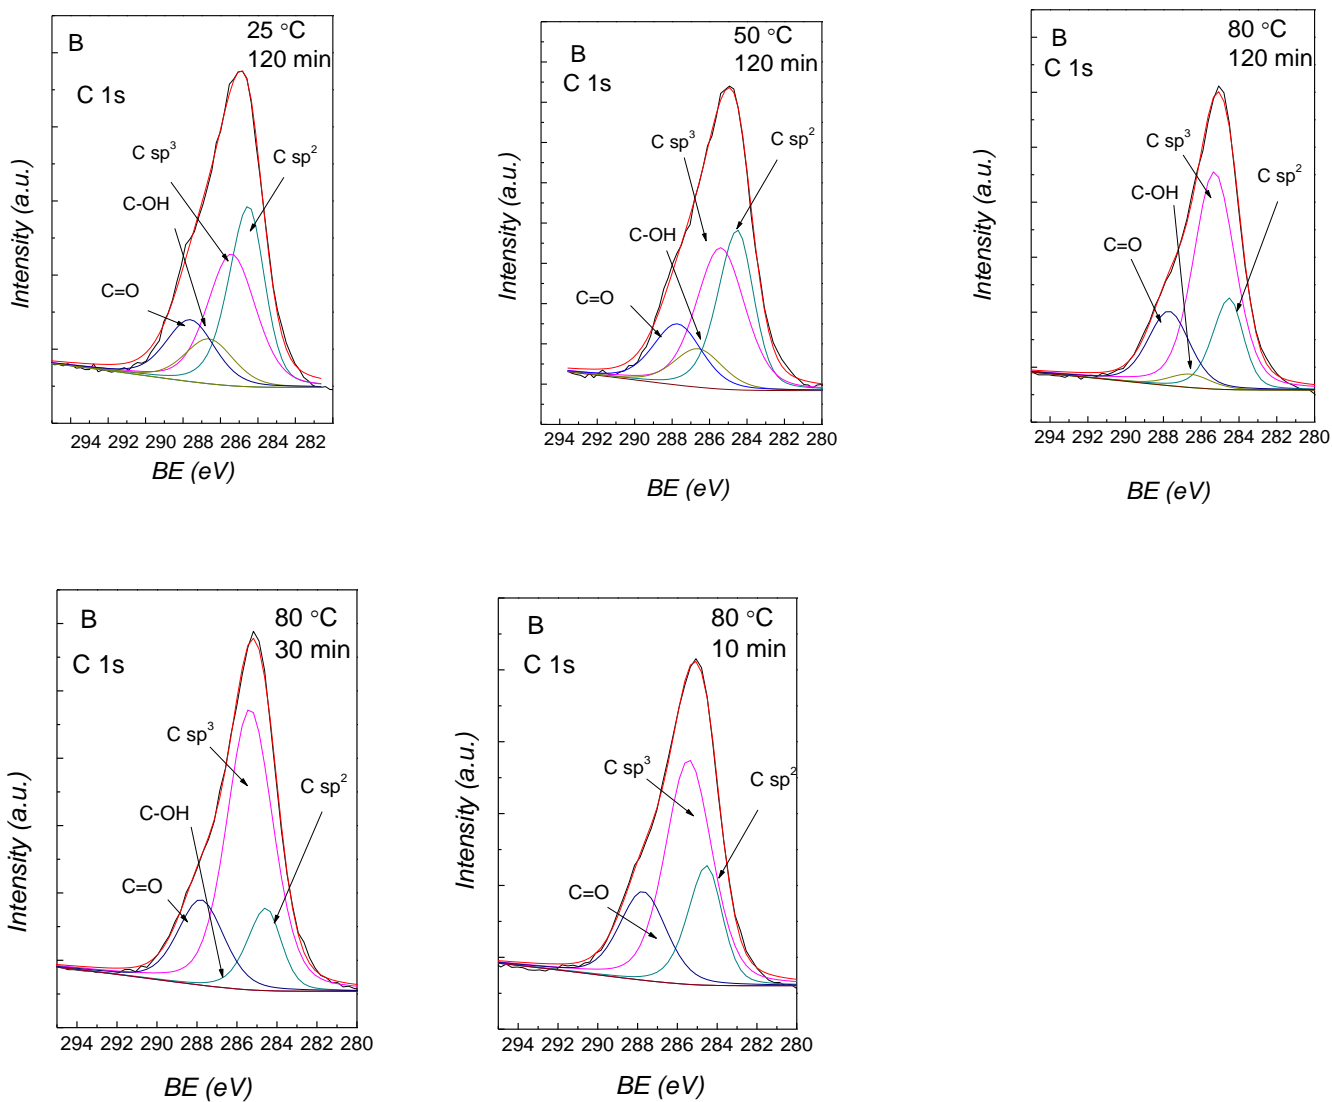 B
25 °C
120 min
C 1s
C sp³
C sp²
C-OH
C=O
Intensity (a.u.)
294 292 290 288 286 284 282
BE (eV)
B
50 °C
120 min
C 1s
C sp³
C sp²
C-OH
C=O
Intensity (a.u.)
294 292 290 288 286 284 282 280
BE (eV)
B
80 °C
120 min
C 1s
C sp³
C sp²
C-OH
C=O
Intensity (a.u.)
294 292 290 288 286 284 282 280
BE (eV)
B
80 °C
30 min
C 1s
C sp³
C sp²
C-OH
C=O
Intensity (a.u.)
294 292 290 288 286 284 282 280
BE (eV)
B
80 °C
10 min
C 1s
C sp³
C sp²
C=O
Intensity (a.u.)
294 292 290 288 286 284 282 280
BE (eV)